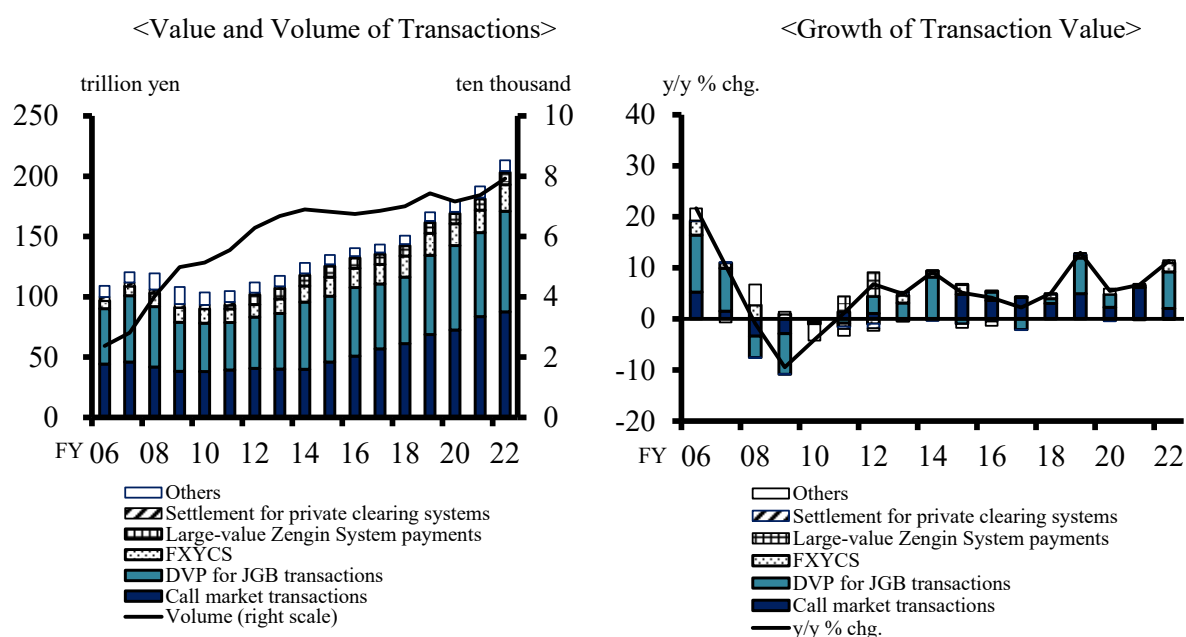 <Value and Volume of Transactions>
trillion yen
ten thousand
250
200
150
100
50
0
10
8
6
4
2
0
FY 06 08 10 12 14 16 18 20 22
Others
Settlement for private clearing systems
Large-value Zengin System payments
FXYCS
DVP for JGB transactions
Call market transactions
Volume (right scale)
<Growth of Transaction Value>
y/y % chg.
40
30
20
10
0
-10
-20
FY 06 08 10 12 14 16 18 20 22
Others
Settlement for private clearing systems
Large-value Zengin System payments
FXYCS
DVP for JGB transactions
Call market transactions
y/y % chg.